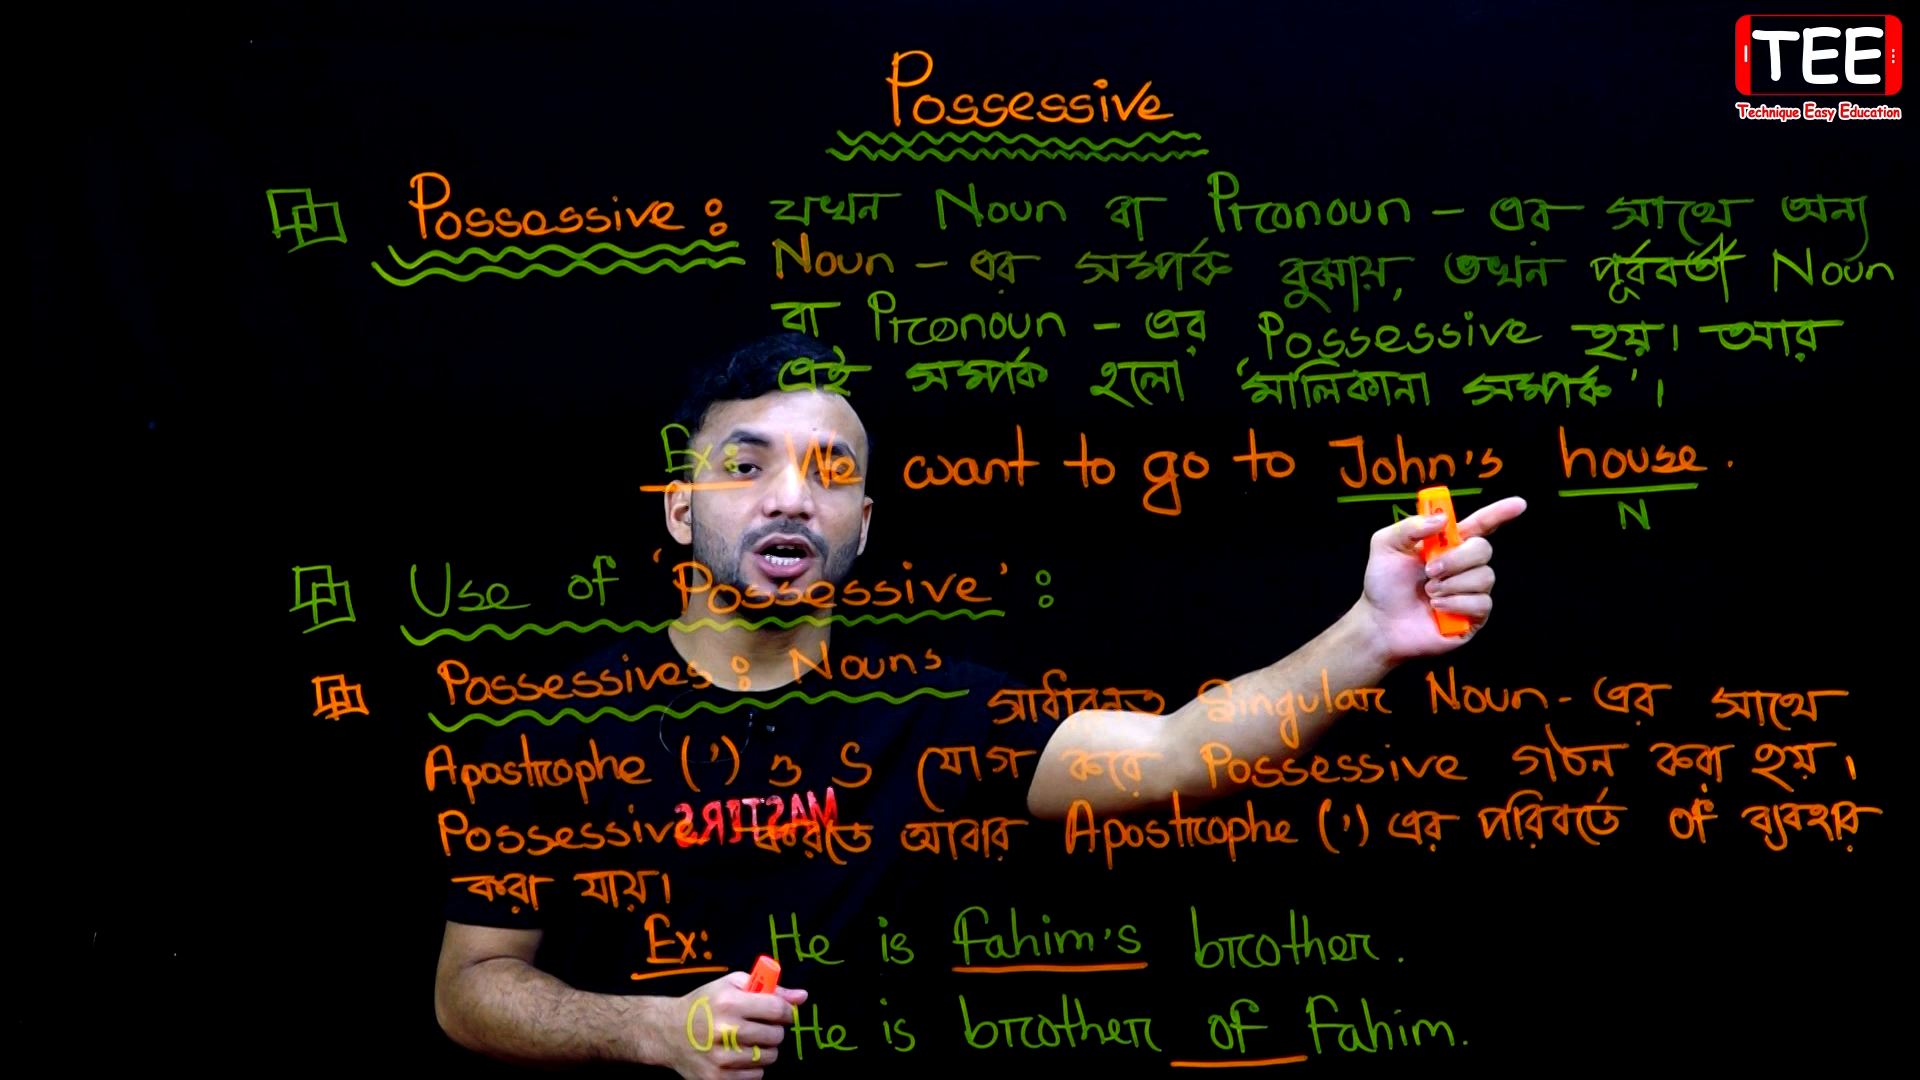 TEE
Technique Easy Education
Possessive
Possessive : যখন Noun বা Pronoun - এর সাথে অন্য
Noun - এর সম্পর্ক বুঝায়, তখন পূর্ববর্তী Noun
বা Pronoun - এর Possessive হয়। আর
এই সম্পর্ক হলো 'মালিকানা সম্পর্ক'।
Ex: We want to go to John's house.
N N
Use of 'Possessive' :
Possessives : Nouns সাধারনত Singular Noun - এর সাথে
Apostrophe (') ও S যোগ করে Possessive গঠন করা হয়।
MASTTERS
Possessive করতে আবার Apostrophe (') এর পরিবর্তে of ব্যবহার
করা যায়।
Ex: He is Fahim's brother.
Or, He is brother of Fahim.